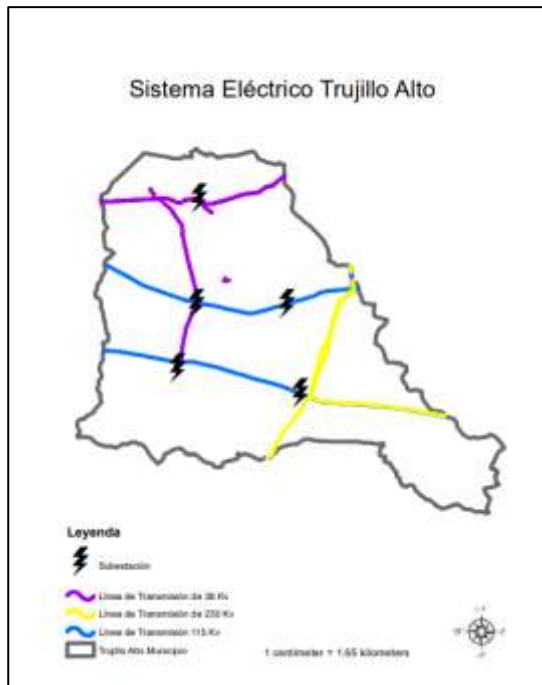 Sistema Eléctrico Trujillo Alto
Leyenda
Subestación
Línea de Transmisión de 38 Kv
Línea de Transmisión de 230 Kv
Línea de Transmisión 115 Kv
Trujillo Alto Municipio
1 centimeter = 1.65 kilometers